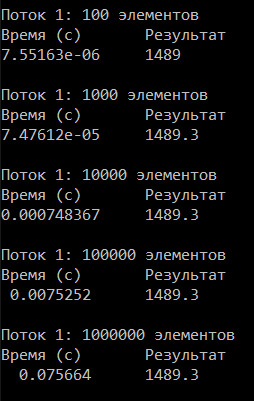 Поток 1: 100 элементов
Время (с) Результат
7.55163e-06 1489
Поток 1: 1000 элементов
Время (с) Результат
7.47612e-05 1489.3
Поток 1: 10000 элементов
Время (с) Результат
0.000748367 1489.3
Поток 1: 100000 элементов
Время (с) Результат
0.0075252 1489.3
Поток 1: 1000000 элементов
Время (с) Результат
0.075664 1489.3